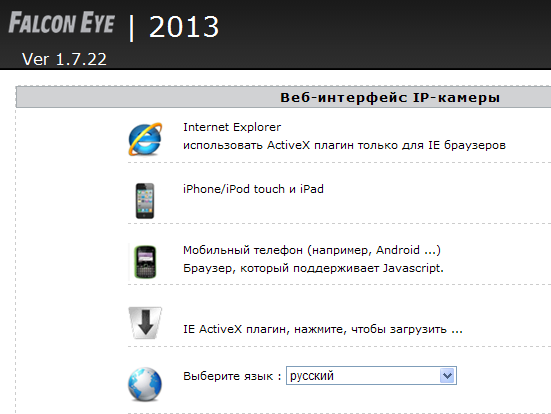 FALCON EYE | 2013
Ver 1.7.22
Веб-интерфейс IP-камеры
Internet Explorer
использовать ActiveX плагин только для IE браузеров
iPhone/iPod touch и iPad
Мобильный телефон (например, Android ...)
Браузер, который поддерживает Javascript.
IE ActiveX плагин, нажмите, чтобы загрузить ...
Выберите язык : русский